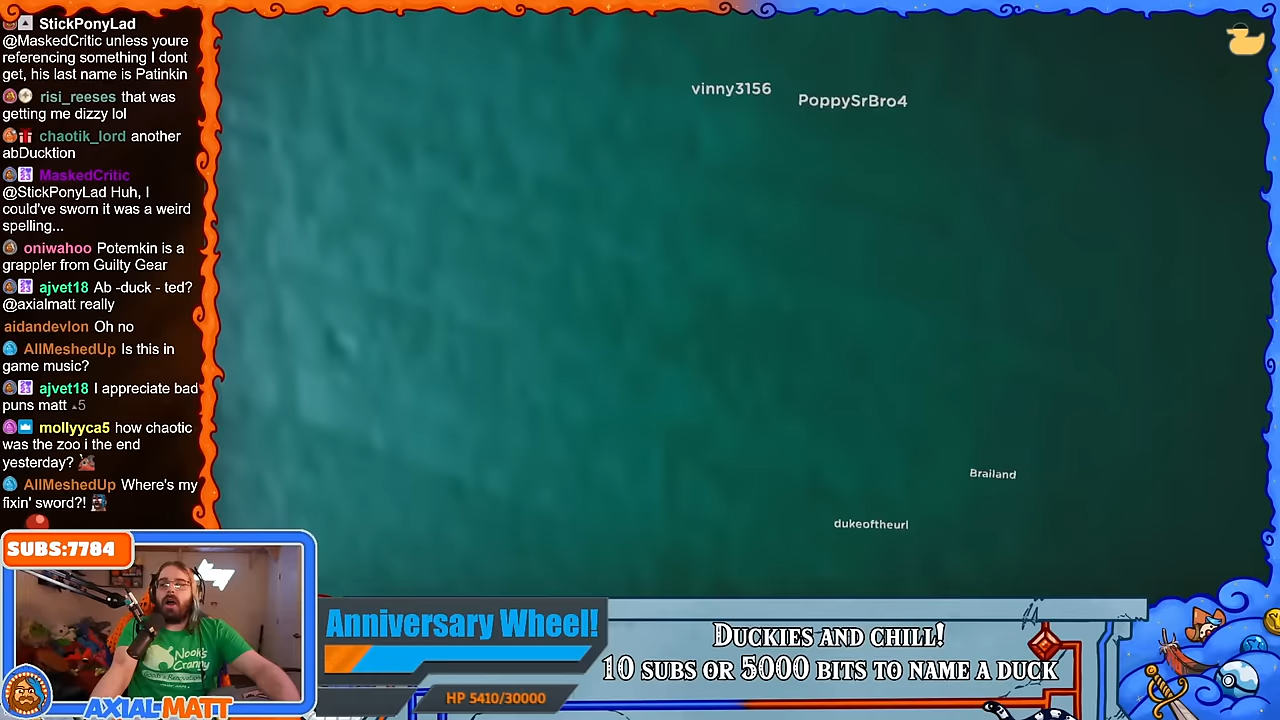 StickPonyLad
@MaskedCritic unless youre
referencing something I dont
get, his last name is Patinkin
risi_reeses that was
getting me dizzy lol
chaotik_lord another
abDucktion
MaskedCritic
@StickPonyLad Huh, I
could've sworn it was a weird
spelling...
oniwahoo Potemkin is a
grappler from Guilty Gear
ajvet18 Ab -duck - ted?
@axialmatt really
aidandevlon Oh no
AllMeshedUp Is this in
game music?
ajvet18 I appreciate bad
puns matt
mollyyca5 how chaotic
was the zoo i the end
yesterday?
AllMeshedUp Where's my
fixin' sword?!
vinny3156
PoppySrBro4
Brailand
dukeoftheurl
SUBS:7784
Nook's
Cranny
AXIALMATT
Anniversary Wheel!
HP 5410/30000
DUCKIES AND CHILL!
10 SUBS OR 5000 BITS TO NAME A DUCK